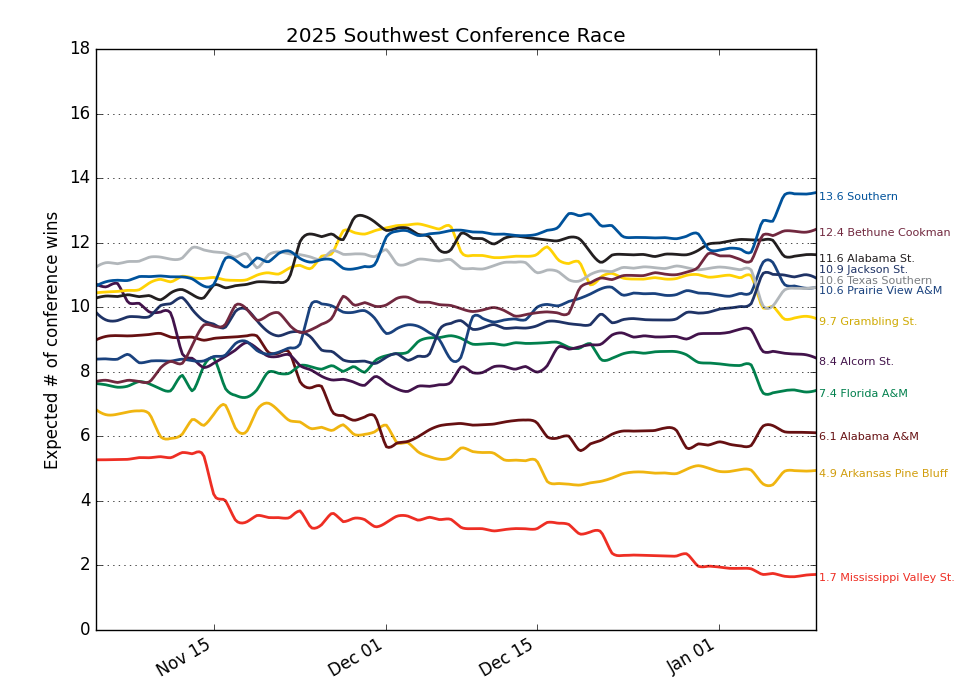 2025 Southwest Conference Race
Expected # of conference wins
18
16
14
12
10
8
6
4
2
0
Nov 15
Dec 01
Dec 15
Jan 01
13.6 Southern
12.4 Bethune Cookman
11.6 Alabama St.
10.9 Jackson St.
10.6 Texas Southern
10.6 Prairie View A&M
9.7 Grambling St.
8.4 Alcorn St.
7.4 Florida A&M
6.1 Alabama A&M
4.9 Arkansas Pine Bluff
1.7 Mississippi Valley St.